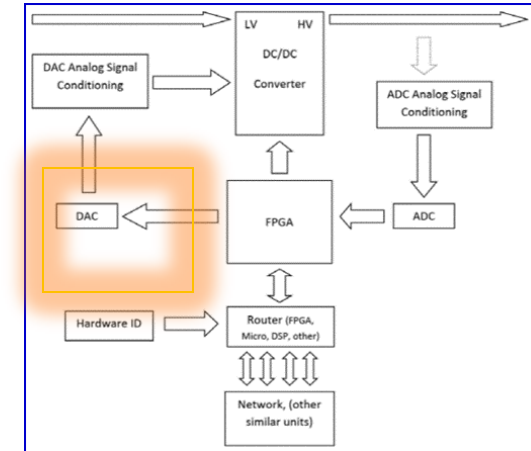 LV HV
DC/DC
Converter
DAC Analog Signal
Conditioning
ADC Analog Signal
Conditioning
DAC
FPGA
ADC
Hardware ID
Router (FPGA,
Micro, DSP, other)
Network, (other
similar units)